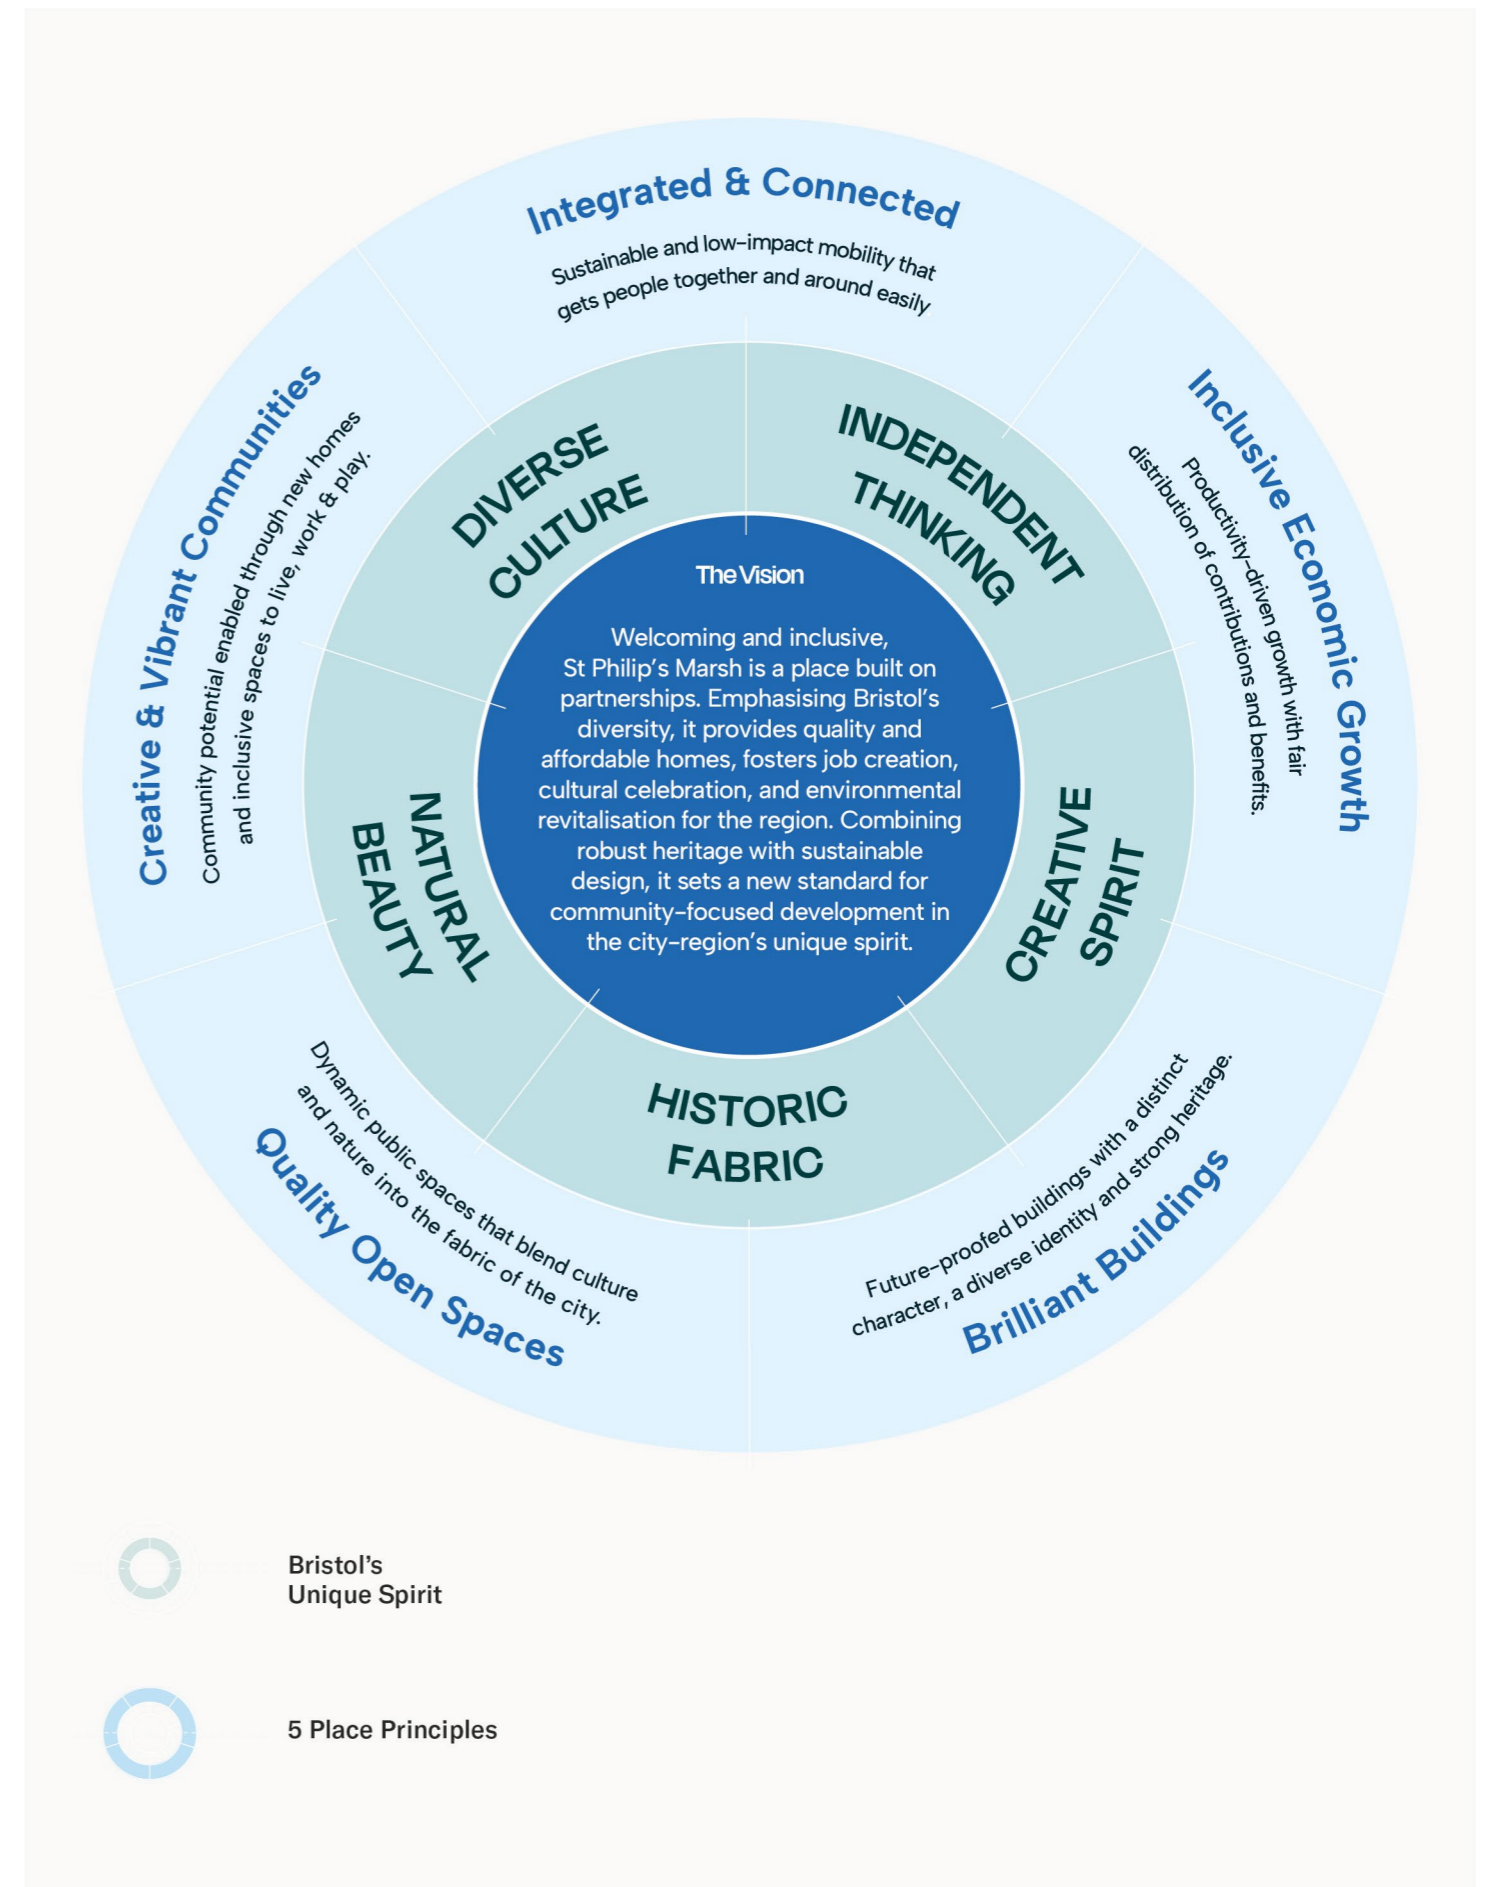 Integrated & Connected
Sustainable and low-impact mobility that
gets people together and around easily
Inclusive Economic Growth
Productivity-driven growth with fair
distribution of contributions and benefits.
Future-proofed buildings with a distinct
character, a diverse identity and strong heritage.
Brilliant Buildings
Dynamic public spaces that blend culture
and nature into the fabric of the city.
Quality Open Spaces
Creative & Vibrant Communities
Community potential enabled through new homes
and inclusive spaces to live, work & play.
DIVERSE
CULTURE
INDEPENDENT
THINKING
CREATIVE
SPIRIT
HISTORIC
FABRIC
NATURAL
BEAUTY
The Vision
Welcoming and inclusive,
St Philip's Marsh is a place built on
partnerships. Emphasising Bristol's
diversity, it provides quality and
affordable homes, fosters job creation,
cultural celebration, and environmental
revitalisation for the region. Combining
robust heritage with sustainable
design, it sets a new standard for
community-focused development in
the city-region's unique spirit.
Bristol's
Unique Spirit
5 Place Principles